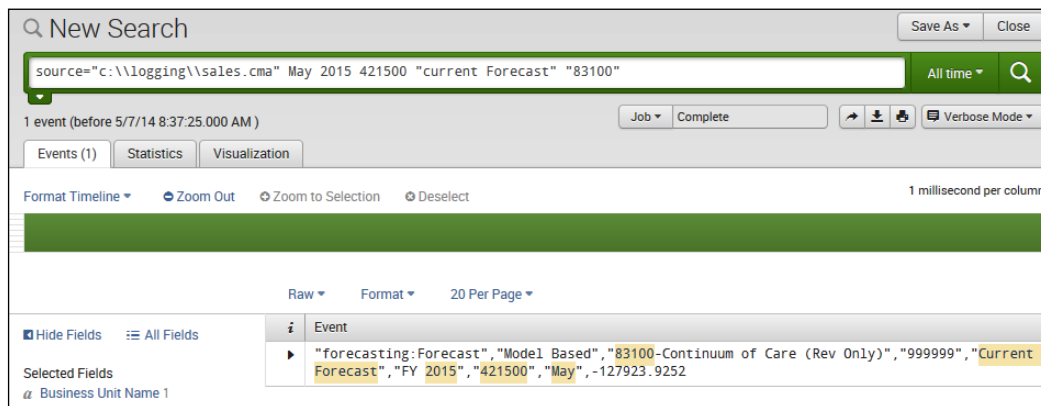 New Search
Save As Close
source="c:\\logging\\sales.cma" May 2015 421500 "current Forecast" "83100"
All time
1 event (before 5/7/14 8:37:25.000 AM )
Job Complete
Verbose Mode
Events (1) Statistics Visualization
Format Timeline Zoom Out Zoom to Selection Deselect
1 millisecond per column
Raw Format 20 Per Page
Hide Fields All Fields
i Event
"forecasting:Forecast","Model Based","83100-Continuum of Care (Rev Only)","999999","Current
Forecast","FY 2015","421500","May",-127923.9252
Selected Fields
a Business Unit Name 1